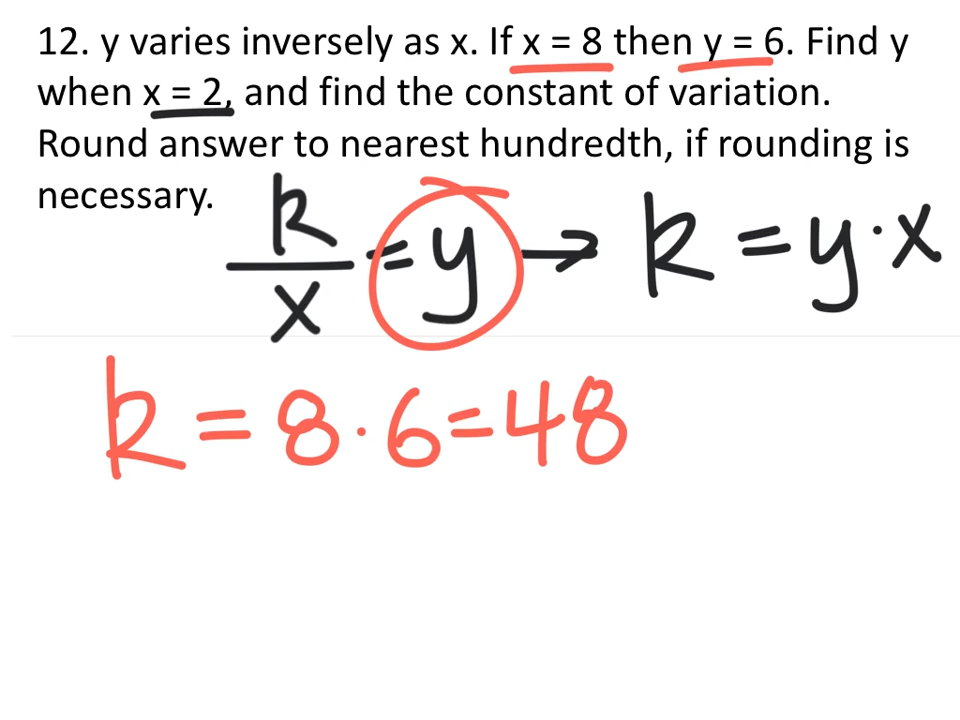 12. y varies inversely as x. If x = 8 then y = 6. Find y
when x = 2, and find the constant of variation.
Round answer to nearest hundredth, if rounding is
necessary.
k/x = y → k = y · x
k = 8 · 6 = 48